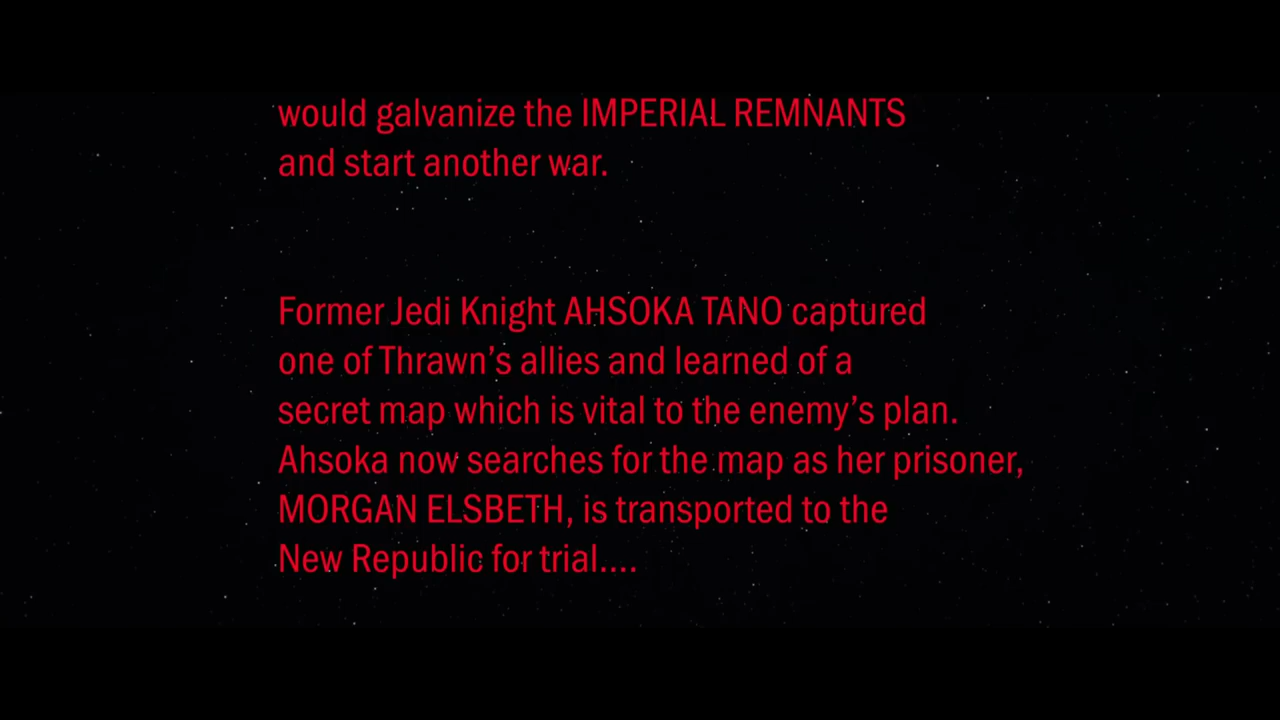 would galvanize the IMPERIAL REMNANTS
and start another war.
Former Jedi Knight AHSOKA TANO captured
one of Thrawn’s allies and learned of a
secret map which is vital to the enemy’s plan.
Ahsoka now searches for the map as her prisoner,
MORGAN ELSBETH, is transported to the
New Republic for trial....